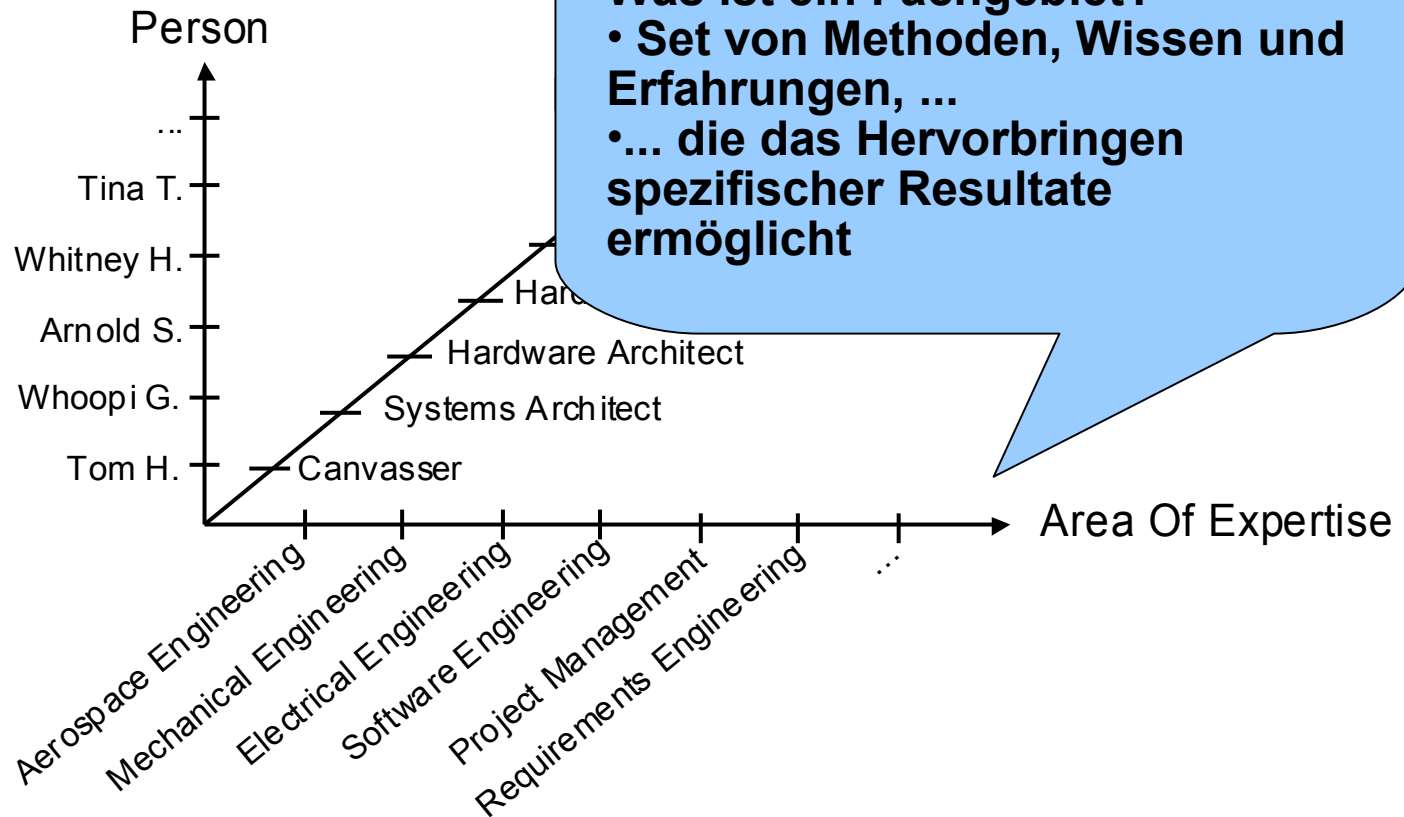 Person
• Set von Methoden, Wissen und
Erfahrungen, ...
•... die das Hervorbringen
spezifischer Resultate
ermöglicht
...
Tina T.
Whitney H.
Arnold S.
Whoopi G.
Tom H.
Hardware Architect
Systems Architect
Canvasser
Area Of Expertise
Aerospace Engineering
Mechanical Engineering
Electrical Engineering
Software Engineering
Project Management
Requirements Engineering
...